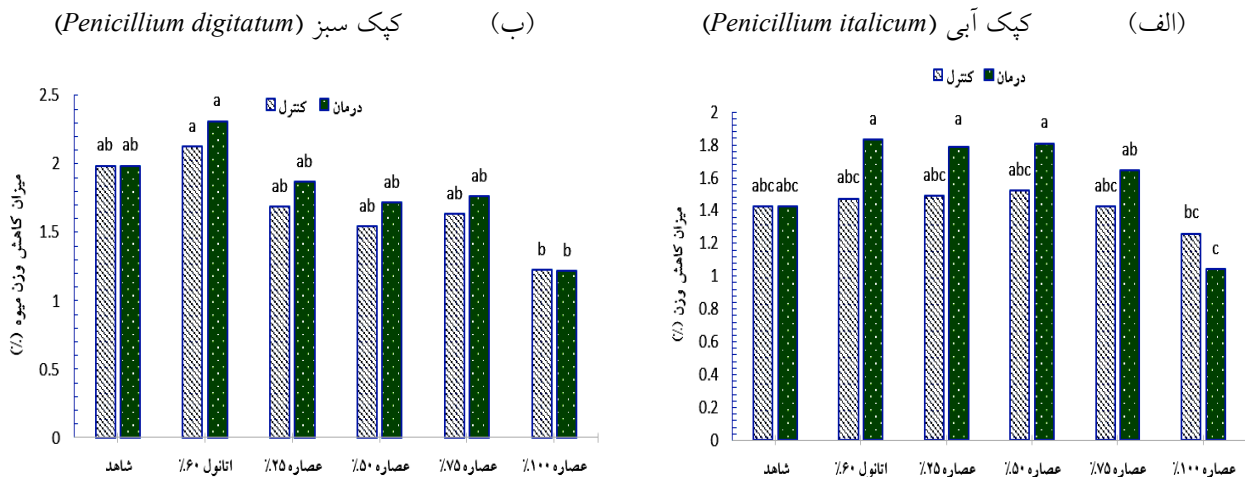 (الف) کپک آبی (Penicillium italicum)
(ب) کپک سبز (Penicillium digitatum)
کنترل درمان
میزان کاهش وزن (٪)
2
1.8
1.6
1.4
1.2
1
0.8
0.6
0.4
0.2
0
abc abc abc a abc a abc a abc ab bc c
شاهد اتانول ۶۰٪ عصاره ۲۵٪ عصاره ۵۰٪ عصاره ۷۵٪ عصاره ۱۰۰٪
کنترل درمان
میزان کاهش وزن میوه (٪)
2.5
2
1.5
1
0.5
0
ab ab a a ab ab ab ab ab ab b b
شاهد اتانول ۶۰٪ عصاره ۲۵٪ عصاره ۵۰٪ عصاره ۷۵٪ عصاره ۱۰۰٪